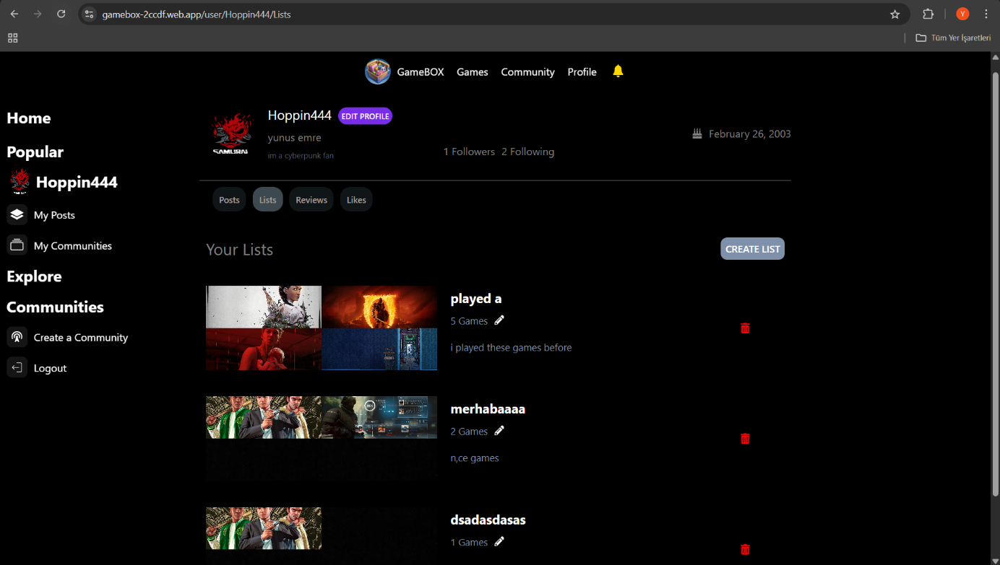 gamebox-2ccdf.web.app/user/Hoppin444/Lists
Y
Tüm Yer İşaretleri
GameBOX Games Community Profile
Home
Popular
Hoppin444
My Posts
My Communities
Explore
Communities
Create a Community
Logout
SAMURAI
Hoppin444 EDIT PROFILE
yunus emre
im a cyberpunk fan
1 Followers 2 Following
February 26, 2003
Posts Lists Reviews Likes
Your Lists
CREATE LIST
played a
5 Games
i played these games before
merhabaaaa
2 Games
n,ce games
dsadasdasas
1 Games